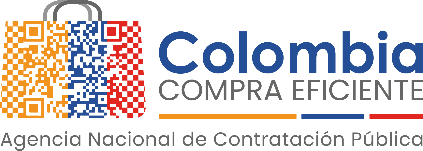 Colombia
COMPRA EFICIENTE
Agencia Nacional de Contratación Pública